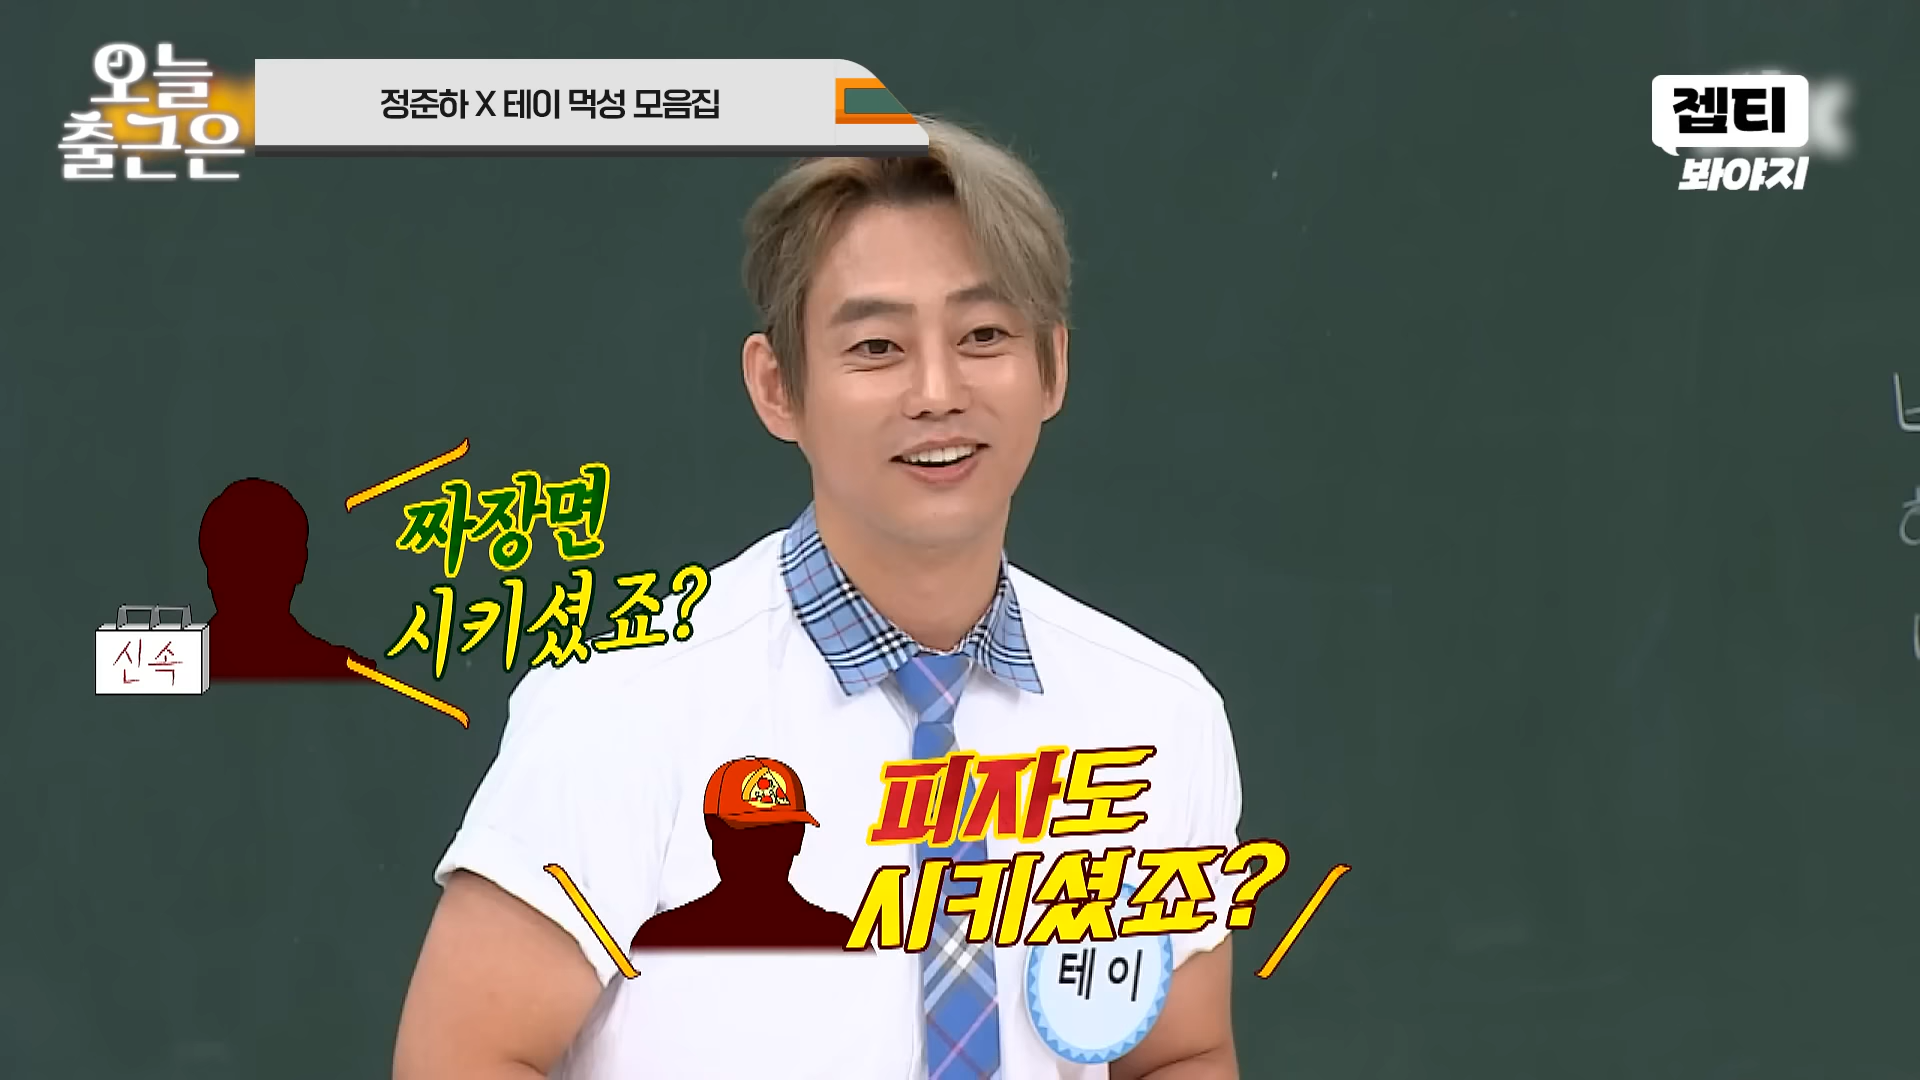 오늘
출근은
정준하 X 테이 먹성 모음집
젭티
봐야지
짜장면
시키셨죠?
신속
피자도
시키셨죠?
테이